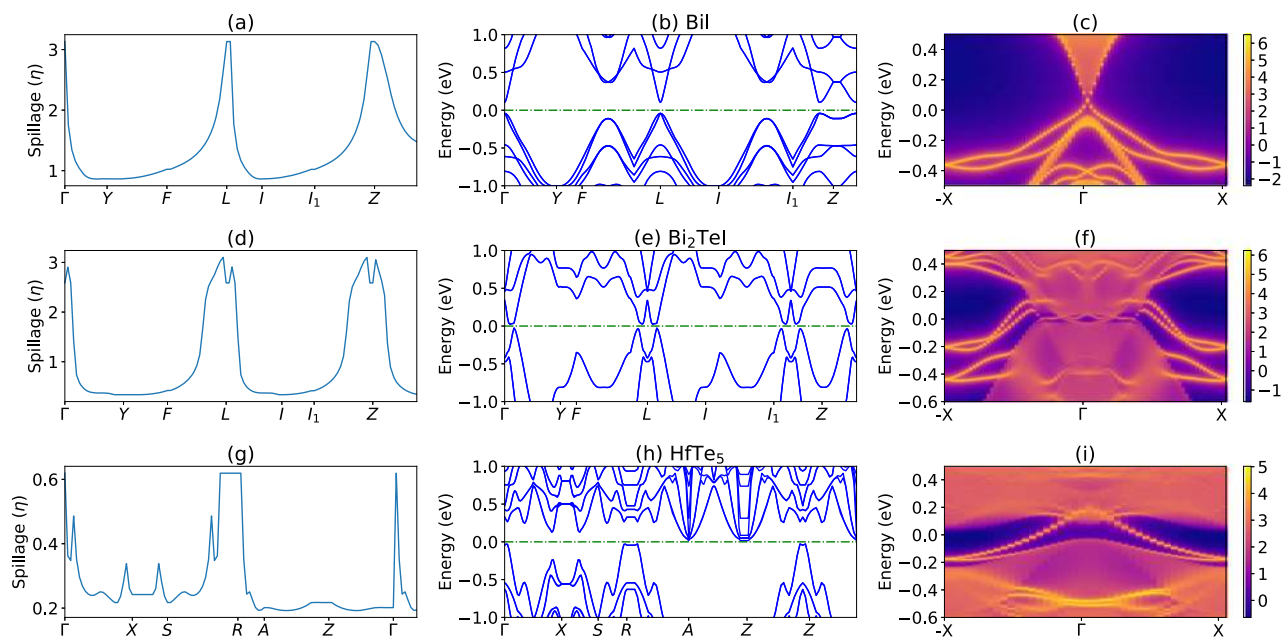 (a)
Spillage (η)
3
2
1
Γ Y F L I I₁ Z
(b) BiI
Energy (eV)
1.0
0.5
0.0
−0.5
−1.0
Γ Y F L I I₁ Z
(c)
Energy (eV)
0.4
0.2
0.0
−0.2
−0.4
-X Γ X
6
5
4
3
2
1
0
−1
−2
(d)
Spillage (η)
3
2
1
Γ Y F L I I₁ Z
(e) Bi₂TeI
Energy (eV)
1.0
0.5
0.0
−0.5
−1.0
Γ Y F L I I₁ Z
(f)
Energy (eV)
0.4
0.2
0.0
−0.2
−0.4
−0.6
-X Γ X
6
5
4
3
2
1
0
−1
(g)
Spillage (η)
0.6
0.4
0.2
Γ X S R A Z Γ
(h) HfTe₅
Energy (eV)
1.0
0.5
0.0
−0.5
−1.0
Γ X S R A Z Z
(i)
Energy (eV)
0.4
0.2
0.0
−0.2
−0.4
−0.6
-X Γ X
5
4
3
2
1
0